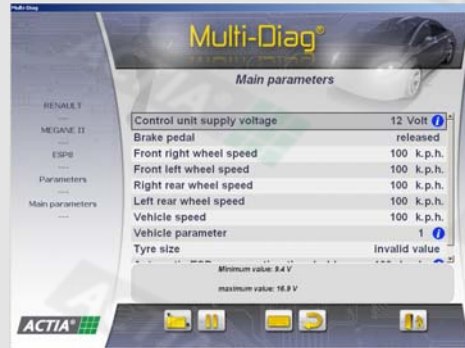 Multi-Diag
Multi-Diag®
Main parameters
RENAULT
---
MEGANE II
---
ESP8
---
Parameters
---
Main parameters
---
Control unit supply voltage 12 Volt i
Brake pedal released
Front right wheel speed 100 k.p.h.
Front left wheel speed 100 k.p.h.
Right rear wheel speed 100 k.p.h.
Left rear wheel speed 100 k.p.h.
Vehicle speed 100 k.p.h.
Vehicle parameter 1 i
Tyre size invalid value
Minimum value: 9.4 V
maximum value: 16.9 V
ACTIA®